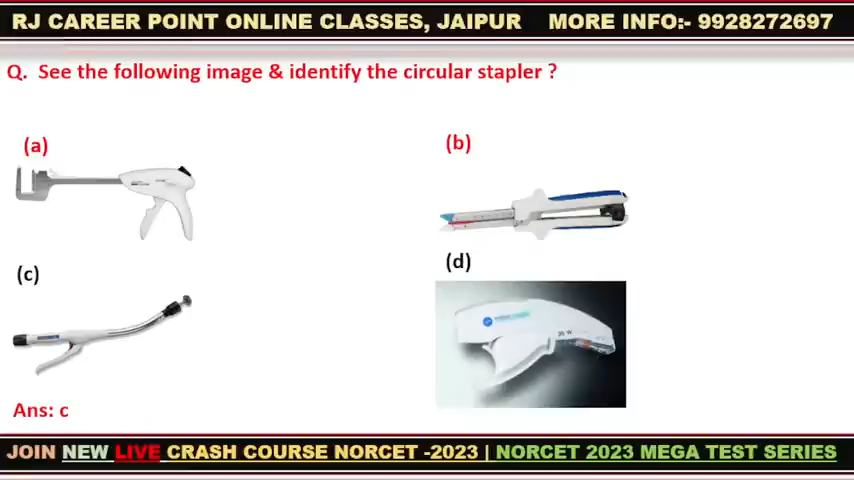 RJ CAREER POINT ONLINE CLASSES, JAIPUR MORE INFO:- 9928272697
Q. See the following image & identify the circular stapler ?
(a)
(b)
(c)
(d)
35 W
Ans: c
JOIN NEW LIVE CRASH COURSE NORCET -2023 | NORCET 2023 MEGA TEST SERIES